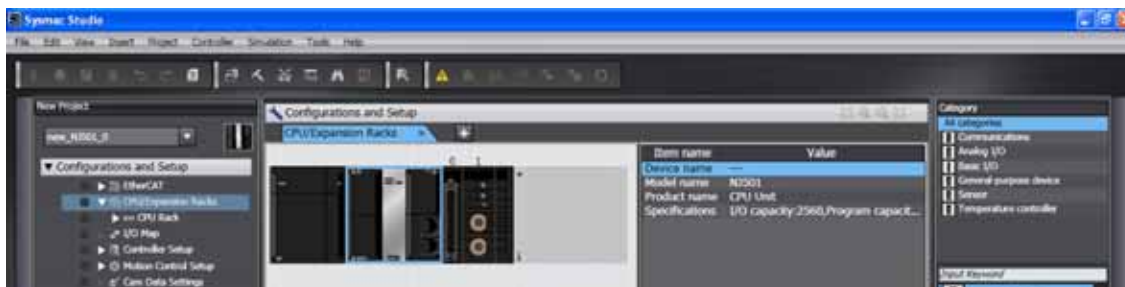 Sysmac Studio
File Edit View Insert Project Controller Simulation Tools Help
New Project
new_NJ501_0
Configurations and Setup
EtherCAT
CPU/Expansion Racks
CPU Rack
I/O Map
Controller Setup
Motion Control Setup
Cam Data Settings
Configurations and Setup
CPU/Expansion Racks
0 1
Item name Value
Device name ---
Model name NJ501
Product name CPU Unit
Specifications I/O capacity:2560,Program capacit...
Category
All categories
Communications
Analog I/O
Basic I/O
General purpose device
Sensor
Temperature controller
Input Keyword